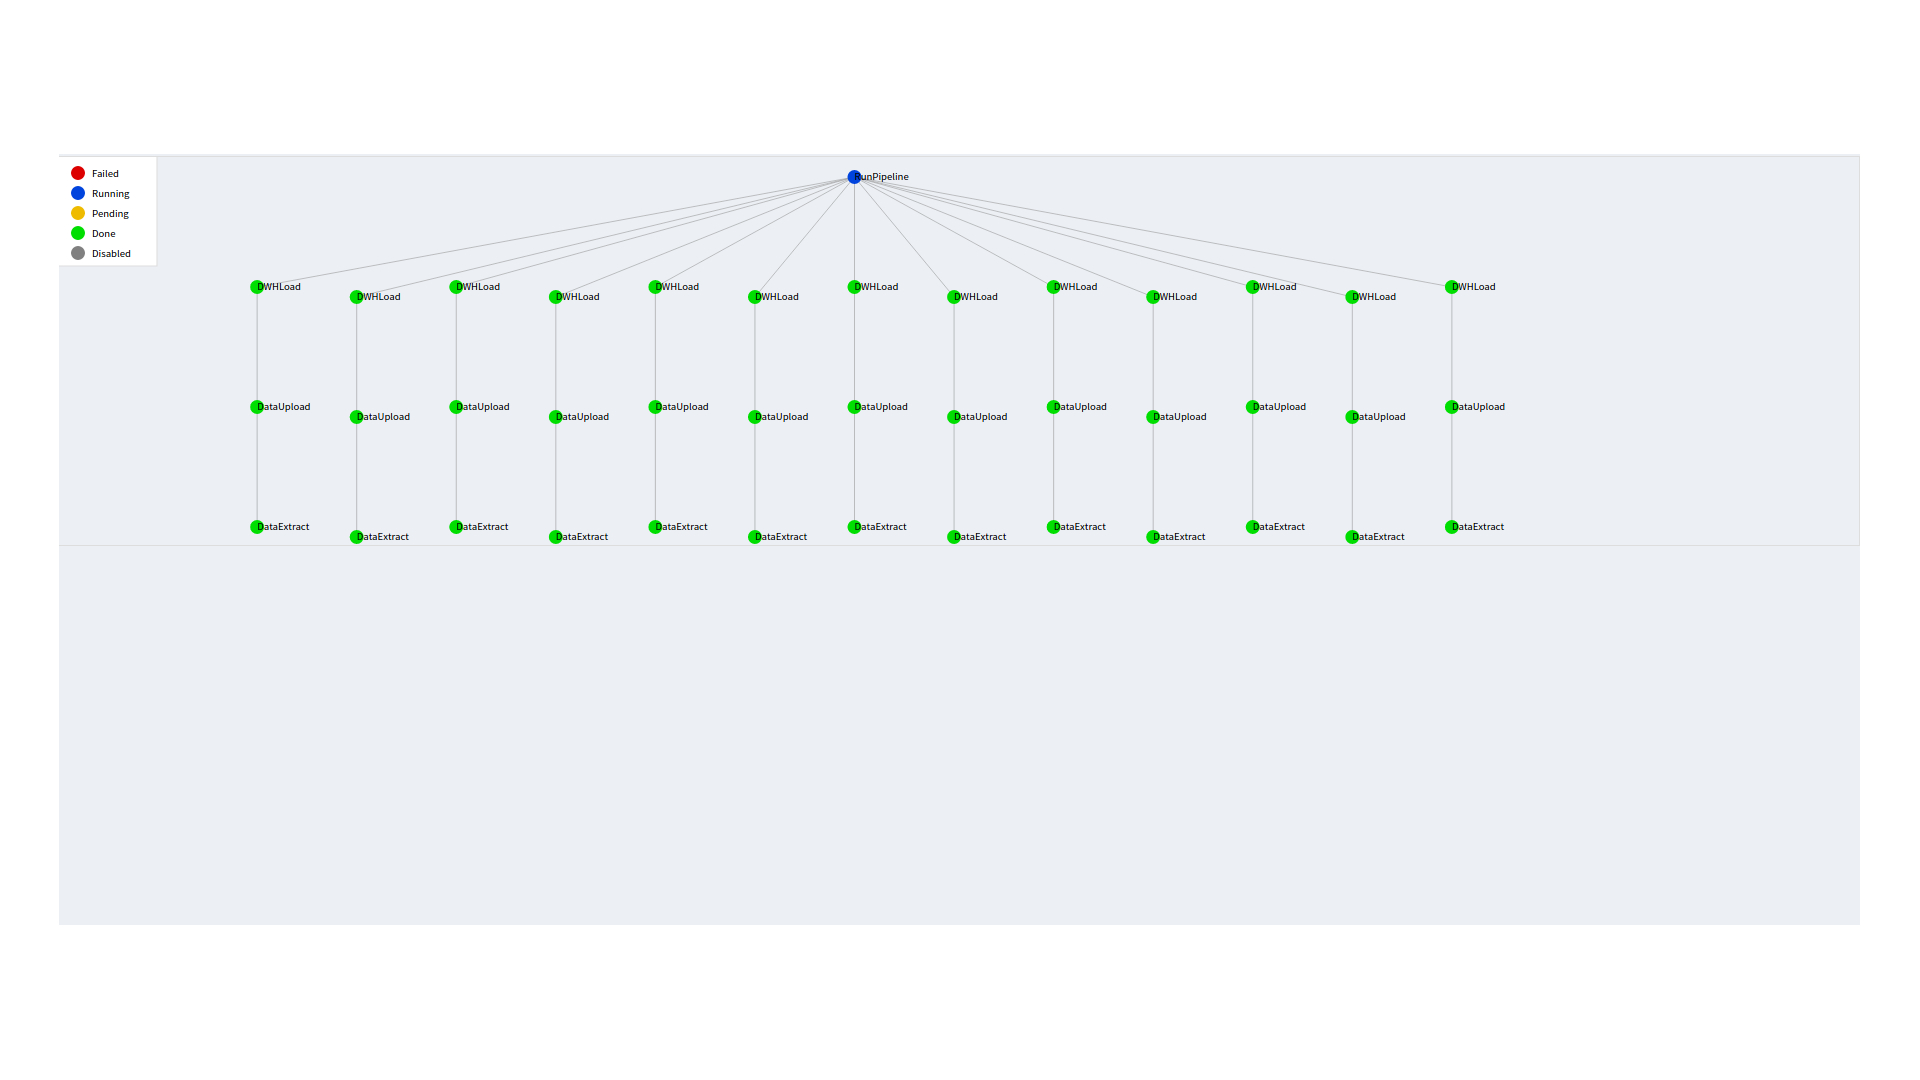 Failed
Running
Pending
Done
Disabled
RunPipeline
DWHLoad DWHLoad DWHLoad DWHLoad DWHLoad DWHLoad DWHLoad DWHLoad DWHLoad DWHLoad DWHLoad DWHLoad DWHLoad
DataUpload DataUpload DataUpload DataUpload DataUpload DataUpload DataUpload DataUpload DataUpload DataUpload DataUpload DataUpload DataUpload
DataExtract DataExtract DataExtract DataExtract DataExtract DataExtract DataExtract DataExtract DataExtract DataExtract DataExtract DataExtract DataExtract